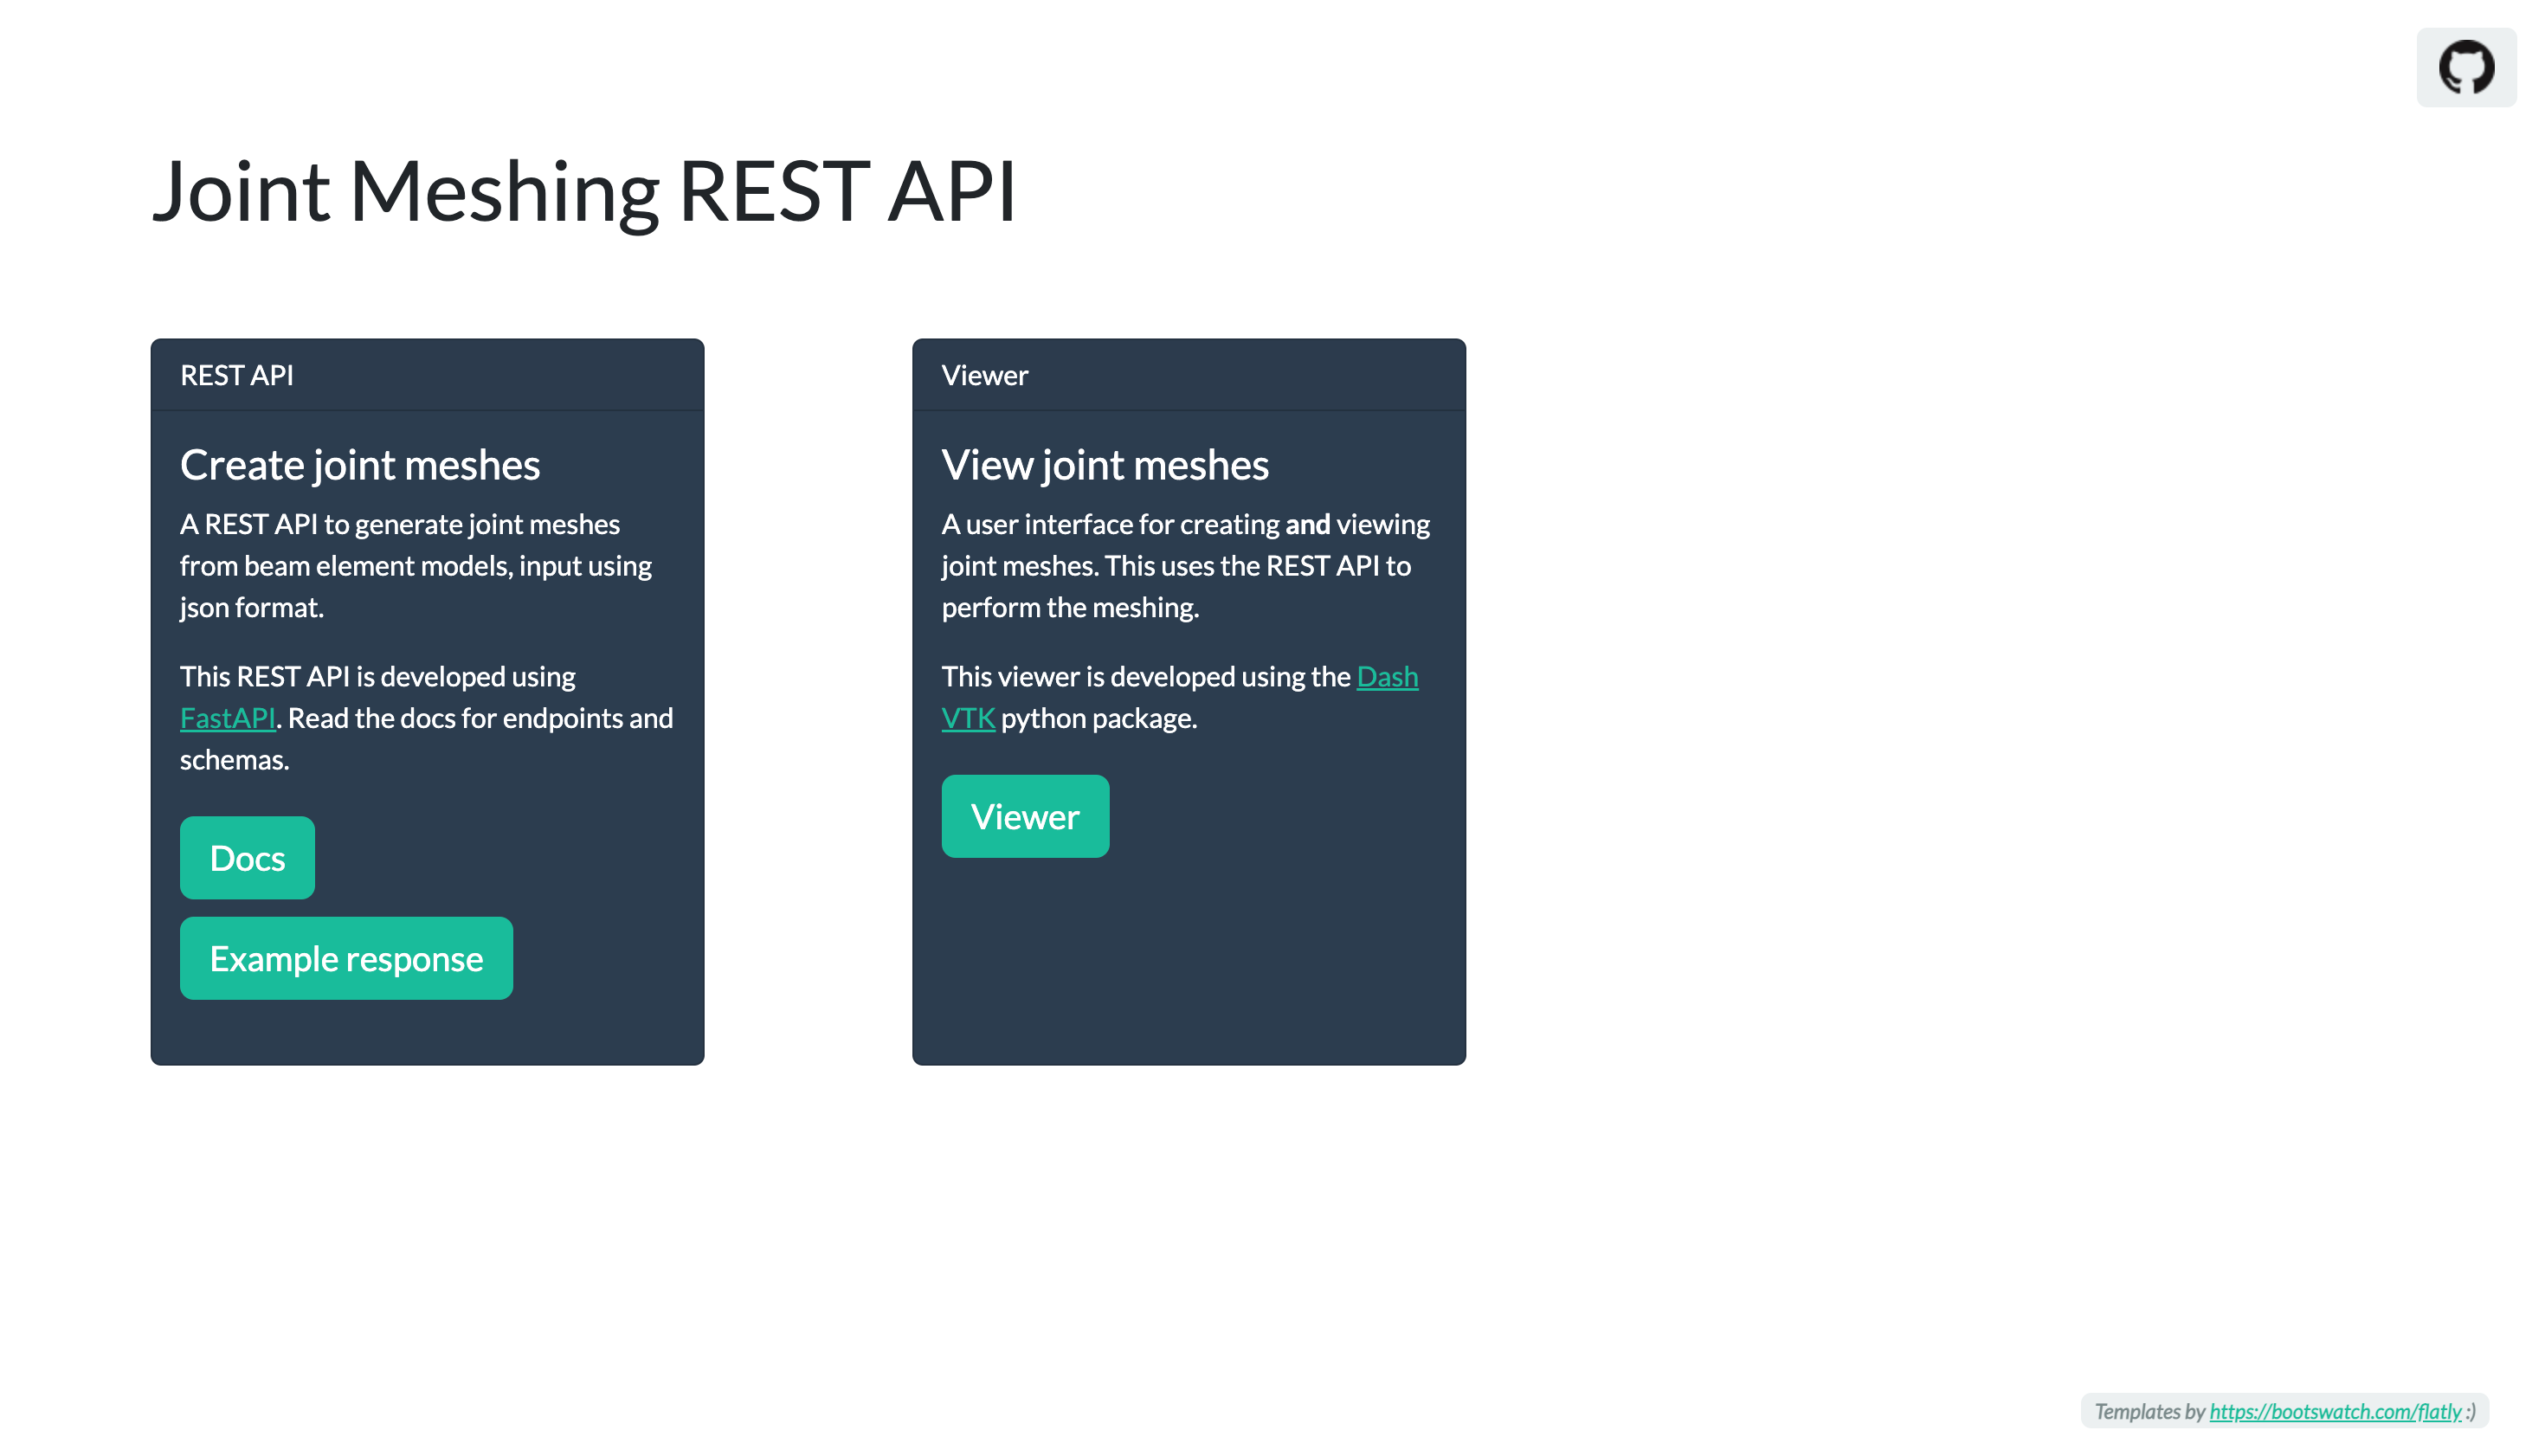 Joint Meshing REST API
REST API
Create joint meshes
A REST API to generate joint meshes
from beam element models, input using
json format.
This REST API is developed using
FastAPI. Read the docs for endpoints and
schemas.
Docs
Example response
Viewer
View joint meshes
A user interface for creating and viewing
joint meshes. This uses the REST API to
perform the meshing.
This viewer is developed using the Dash
VTK python package.
Viewer
Templates by https://bootswatch.com/flatly :)